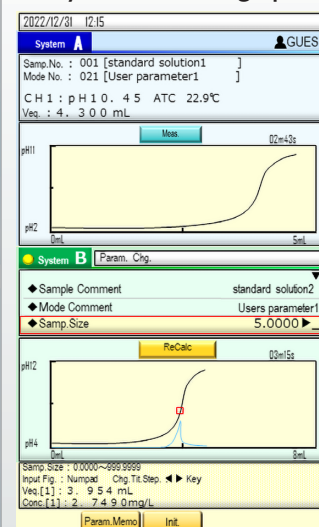 2022/12/31 12:15
System A GUES
Samp.No. : 001 [standard solution1 ]
Mode No. : 021 [User parameter1 ]
CH1:pH10. 45 ATC 22.9℃
Veq.:4. 300 mL
Meas.
02m43s
pH11
pH2
0mL 5mL
System B Param. Chg.
◆Sample Comment standard solution2
◆Mode Comment Users parameter1
◆Samp.Size 5.0000▶
ReCalc
03m15s
pH12
pH4
0mL 8mL
Samp.Size : 0.0000~999.9999
Input Fig. : Numpad Chg.Tit.Step. ◀ ▶ Key
Veq.[1]: 3. 954 mL
Conc.[1]: 2. 7490mg/L
Param.Memo Init.